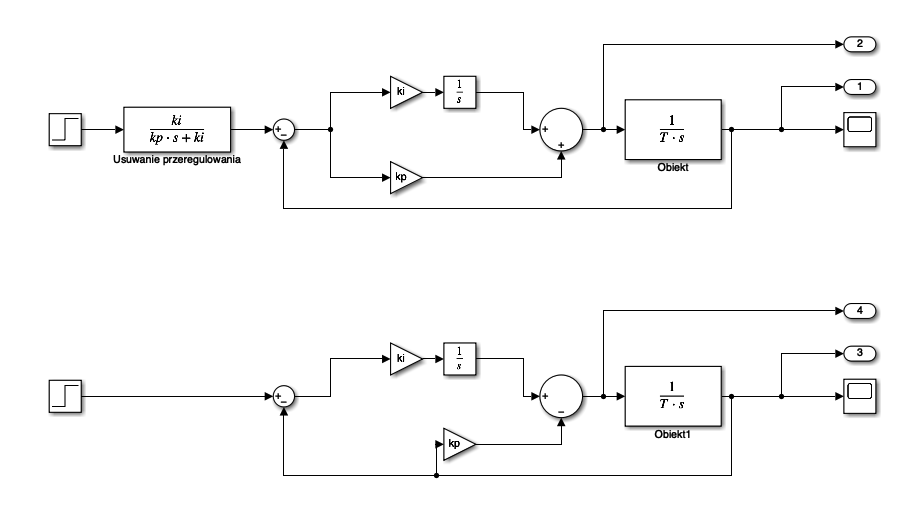 2
ki
1
s
1
ki
kp · s + ki
Usuwanie przeregulowania
+
−
+
+
1
T · s
Obiekt
kp
4
ki
1
s
3
+
−
+
−
1
T · s
Obiekt1
kp